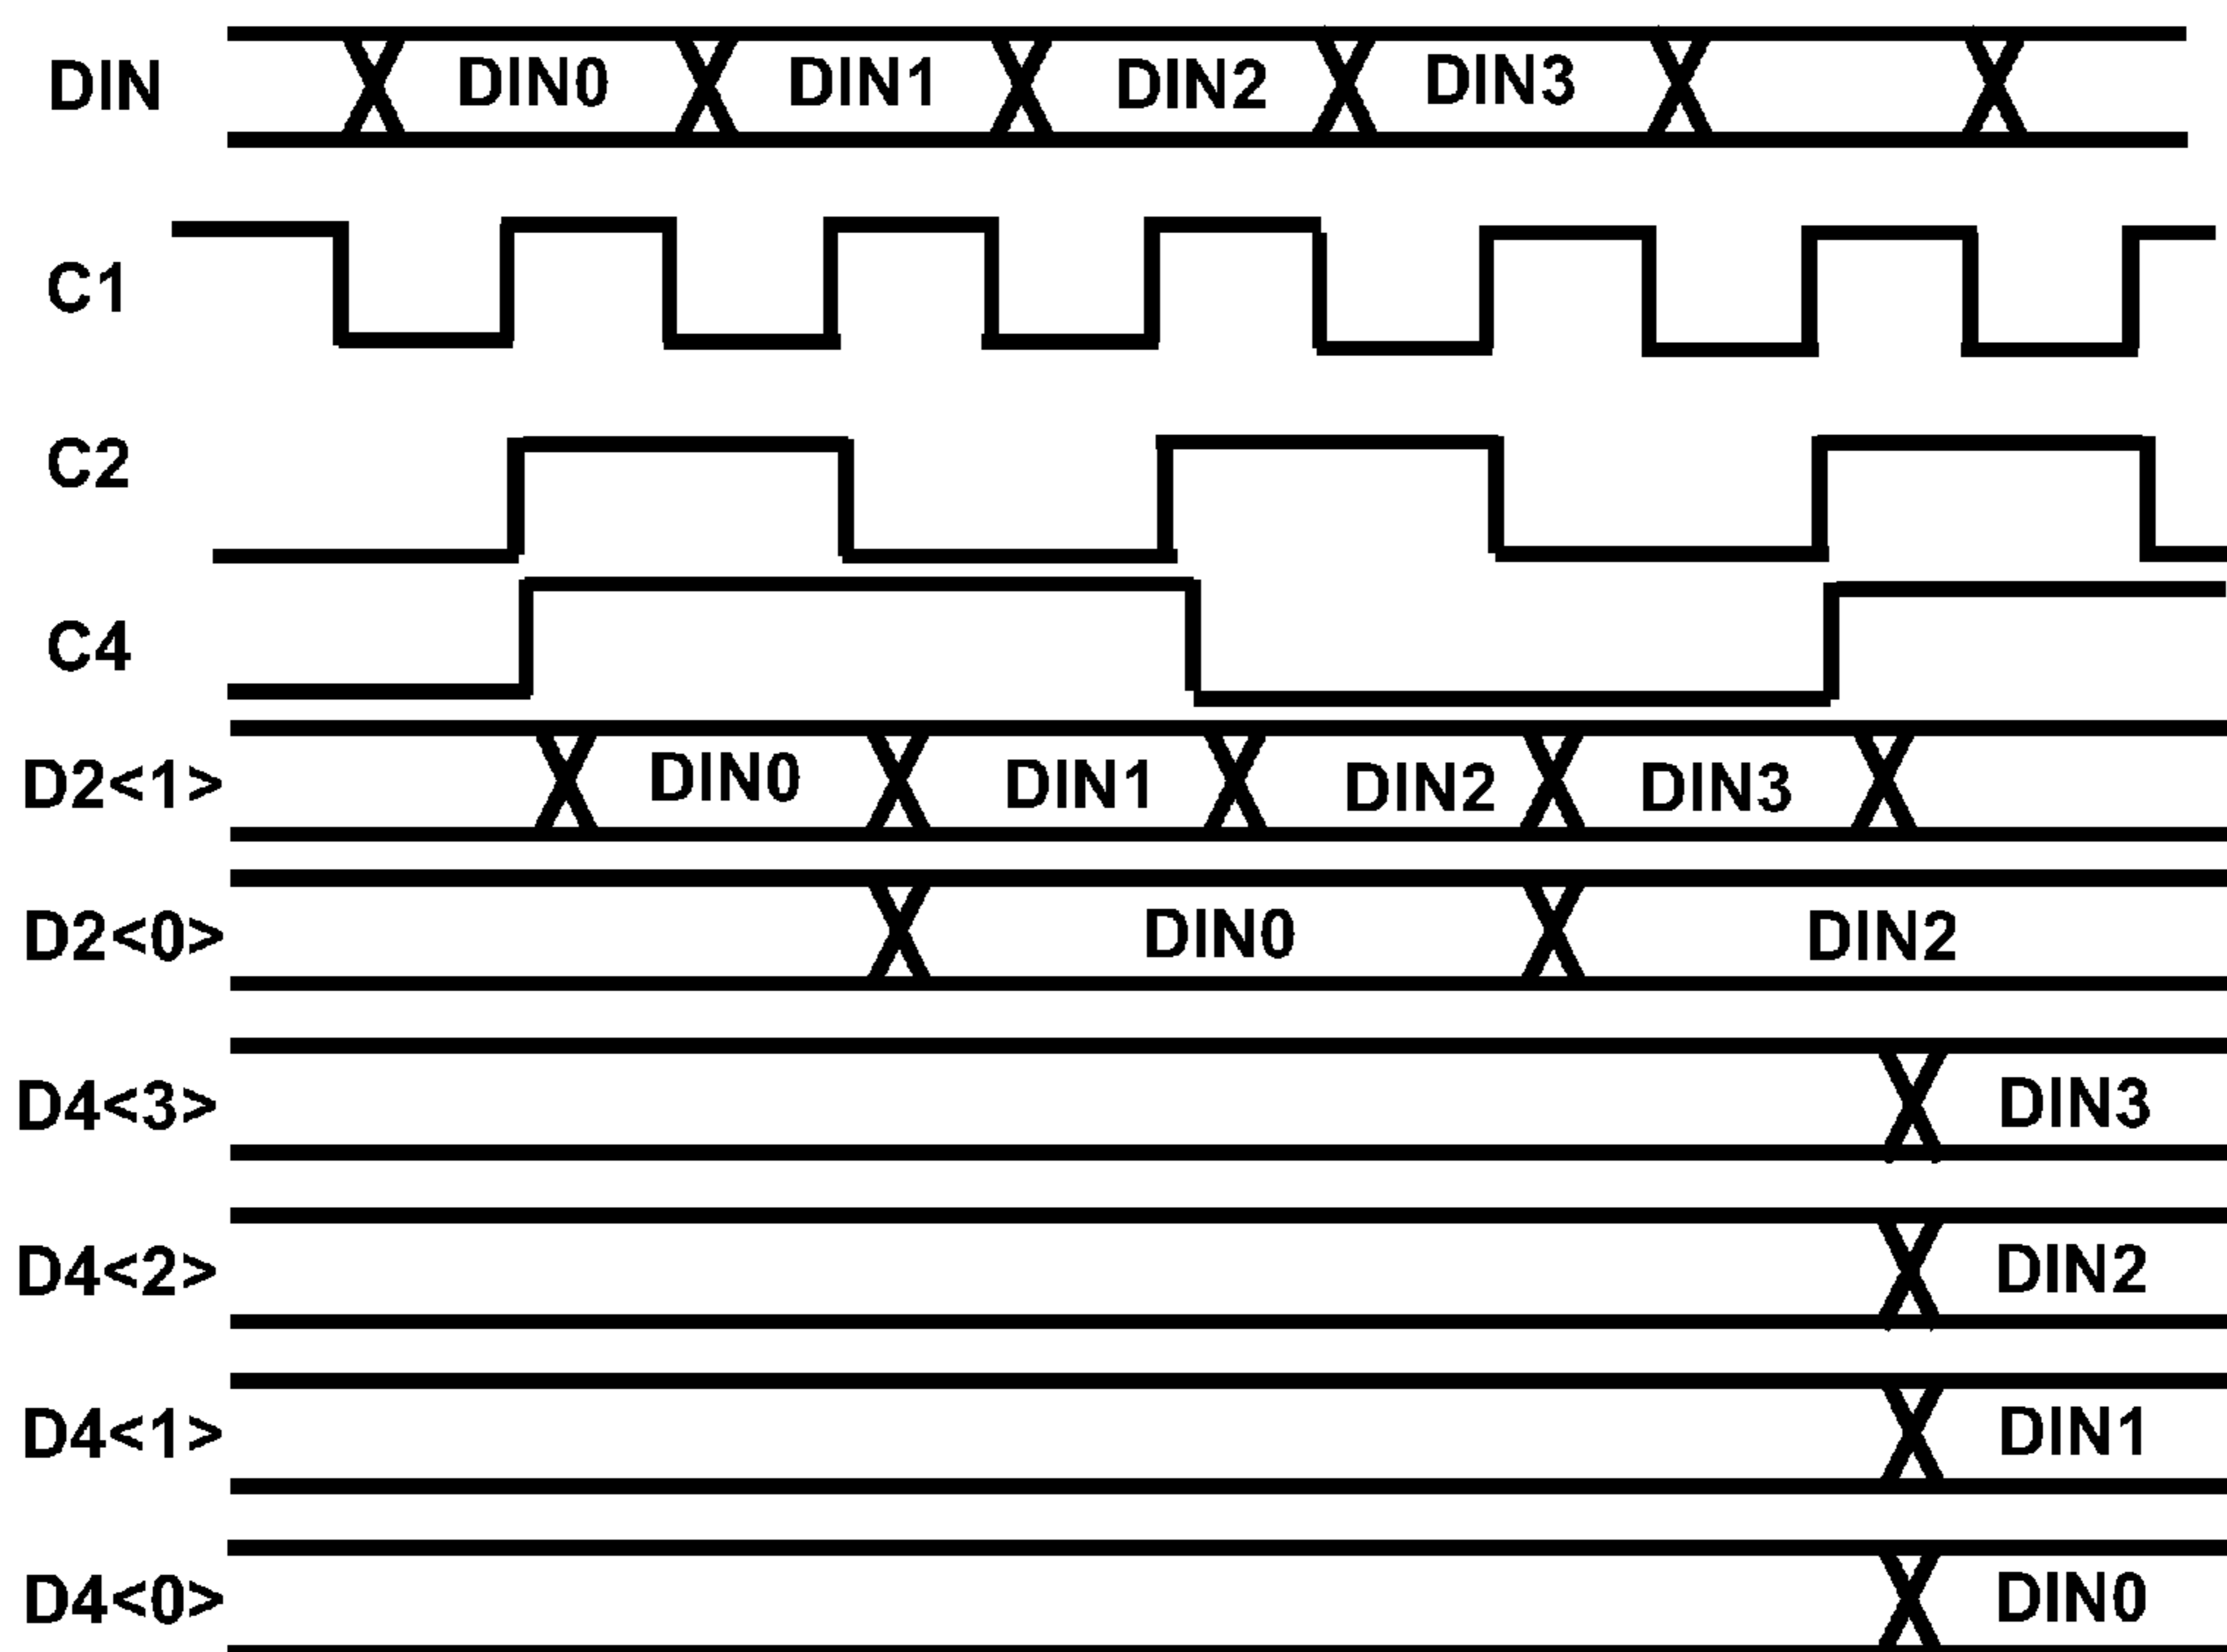 DIN DIN0 DIN1 DIN2 DIN3
C1
C2
C4
D2<1> DIN0 DIN1 DIN2 DIN3
D2<0> DIN0 DIN2
D4<3> DIN3
D4<2> DIN2
D4<1> DIN1
D4<0> DIN0